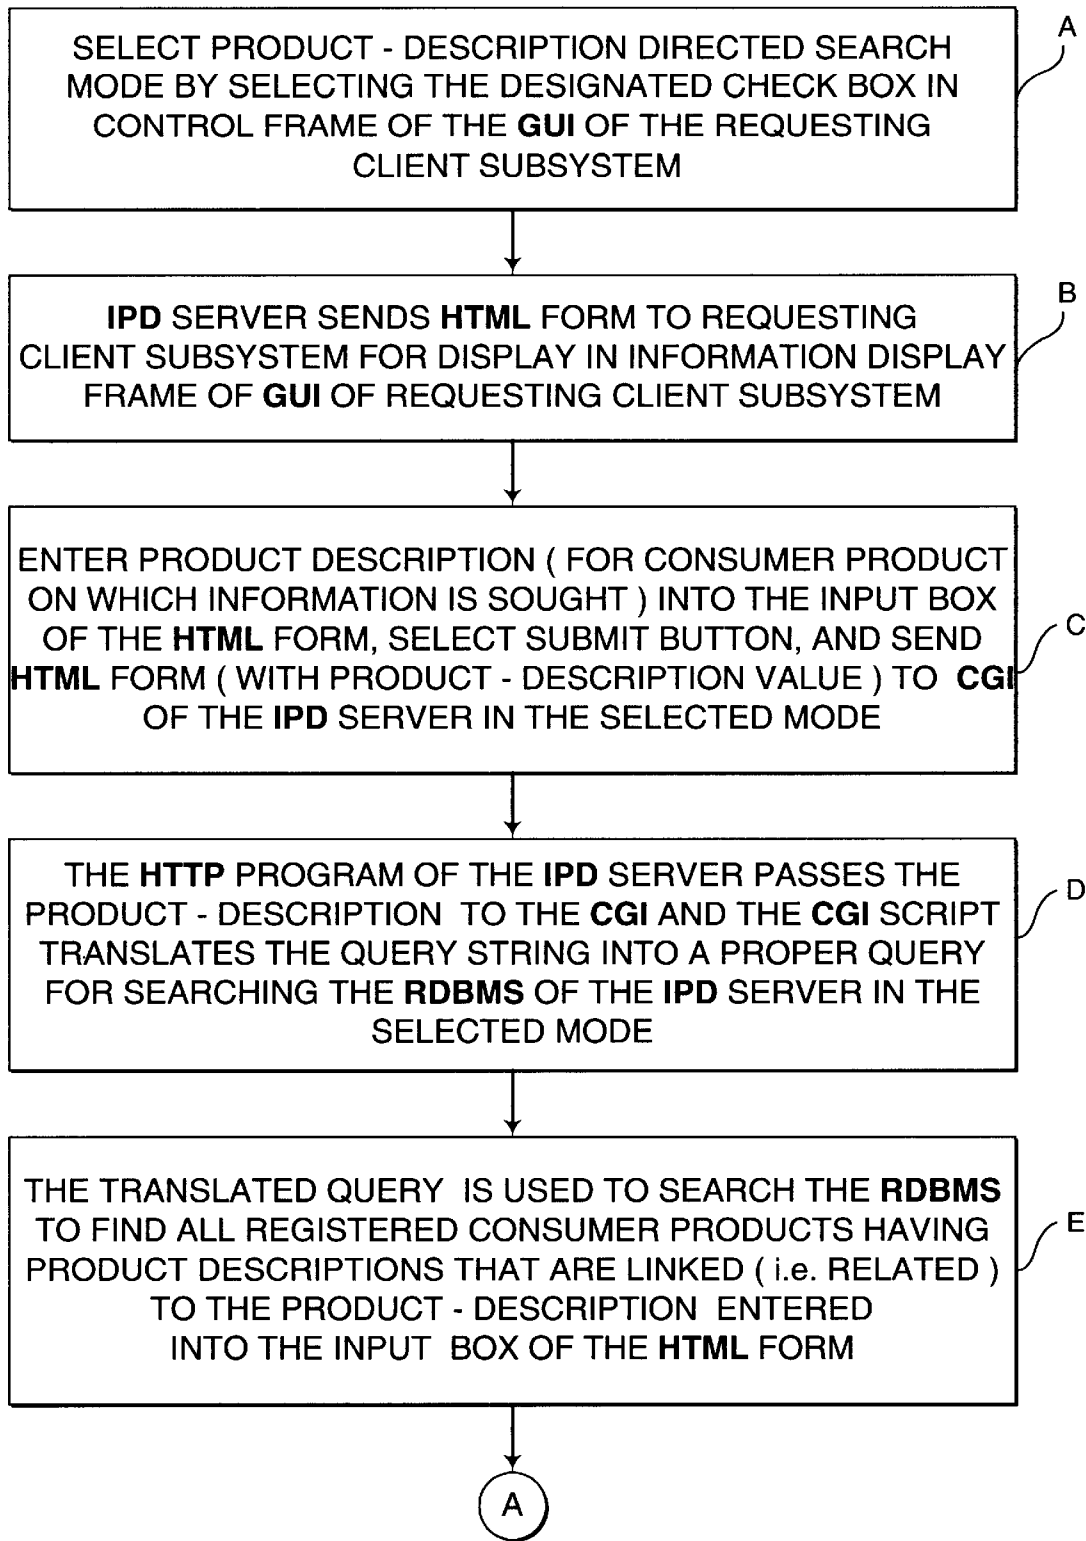 SELECT PRODUCT - DESCRIPTION DIRECTED SEARCH
MODE BY SELECTING THE DESIGNATED CHECK BOX IN
CONTROL FRAME OF THE GUI OF THE REQUESTING
CLIENT SUBSYSTEM
A
IPD SERVER SENDS HTML FORM TO REQUESTING
CLIENT SUBSYSTEM FOR DISPLAY IN INFORMATION DISPLAY
FRAME OF GUI OF REQUESTING CLIENT SUBSYSTEM
B
ENTER PRODUCT DESCRIPTION ( FOR CONSUMER PRODUCT
ON WHICH INFORMATION IS SOUGHT ) INTO THE INPUT BOX
OF THE HTML FORM, SELECT SUBMIT BUTTON, AND SEND
HTML FORM ( WITH PRODUCT - DESCRIPTION VALUE ) TO CGI
OF THE IPD SERVER IN THE SELECTED MODE
C
THE HTTP PROGRAM OF THE IPD SERVER PASSES THE
PRODUCT - DESCRIPTION TO THE CGI AND THE CGI SCRIPT
TRANSLATES THE QUERY STRING INTO A PROPER QUERY
FOR SEARCHING THE RDBMS OF THE IPD SERVER IN THE
SELECTED MODE
D
THE TRANSLATED QUERY IS USED TO SEARCH THE RDBMS
TO FIND ALL REGISTERED CONSUMER PRODUCTS HAVING
PRODUCT DESCRIPTIONS THAT ARE LINKED ( i.e. RELATED )
TO THE PRODUCT - DESCRIPTION ENTERED
INTO THE INPUT BOX OF THE HTML FORM
E
A